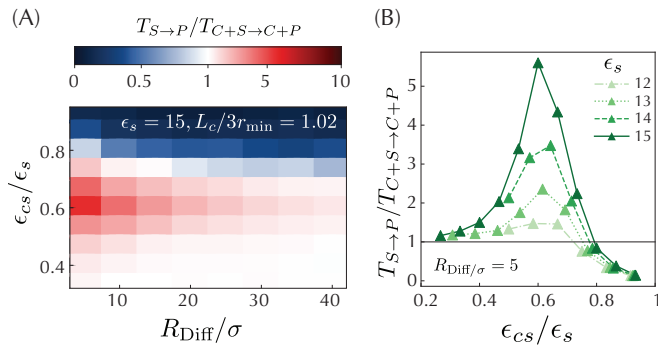 (A)
T_{S→P}/T_{C+S→C+P}
0 0.5 1 5 10
ϵ_s = 15, L_c/3r_min = 1.02
0.8
0.6
0.4
ϵ_cs/ϵ_s
10 20 30 40
R_Diff/σ
(B)
ϵ_s
12
13
14
15
5
4
3
2
1
0
T_{S→P}/T_{C+S→C+P}
R_Diff/σ = 5
0.2 0.4 0.6 0.8 1
ϵ_cs/ϵ_s